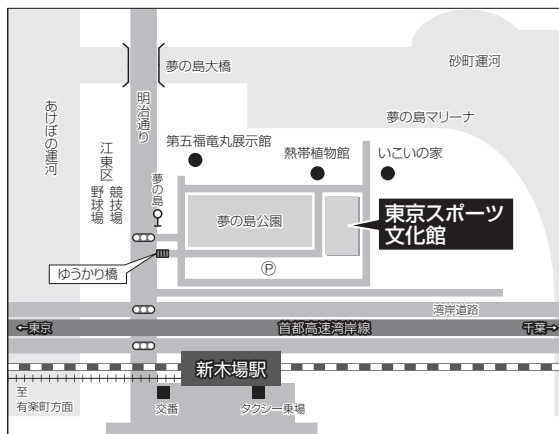 砂町運河
夢の島大橋
あけぼの運河
明治通り
夢の島マリーナ
第五福竜丸展示館
熱帯植物館
いこいの家
江東区
競技場
野球場
夢の島
夢の島公園
東京スポーツ
文化館
ゆうかり橋
P
湾岸道路
←東京
首都高速湾岸線
千葉→
新木場駅
至
有楽町方面
交番
タクシー乗場